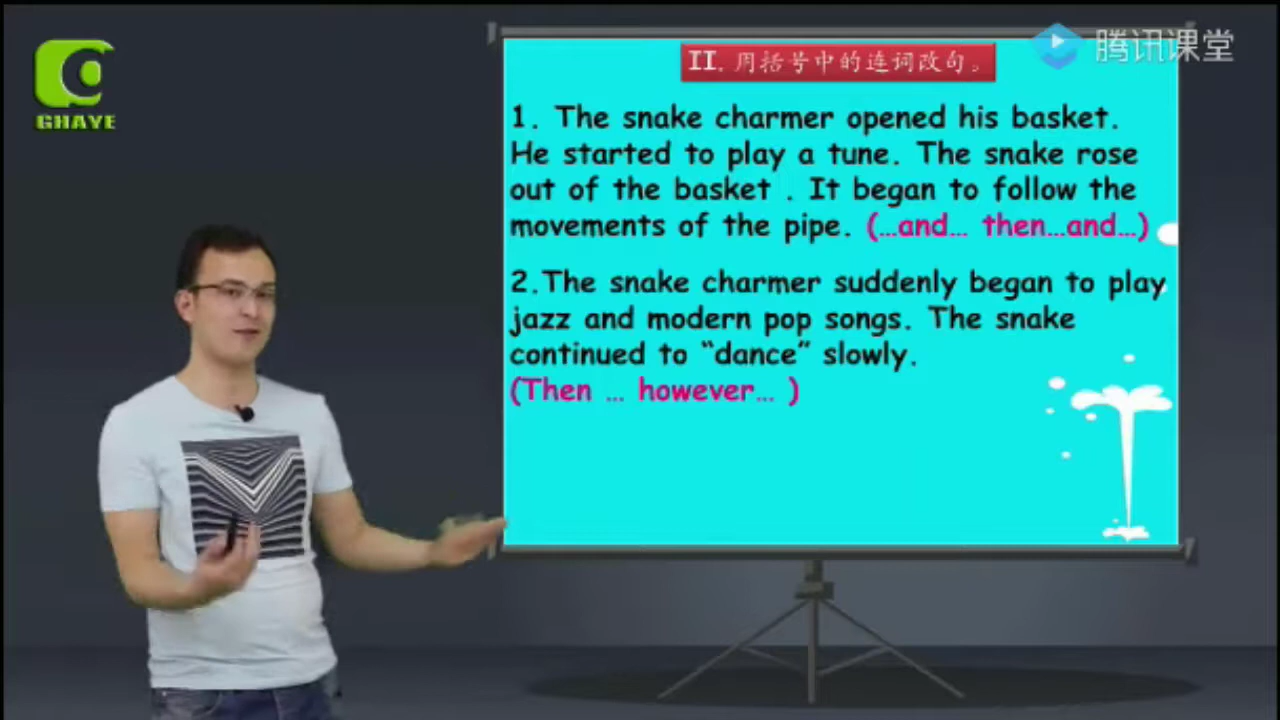 GHAYE
腾讯课堂
II. 用括号中的连词改句。
1. The snake charmer opened his basket.
He started to play a tune. The snake rose
out of the basket . It began to follow the
movements of the pipe. (…and… then…and…)
2.The snake charmer suddenly began to play
jazz and modern pop songs. The snake
continued to “dance” slowly.
(Then … however… )